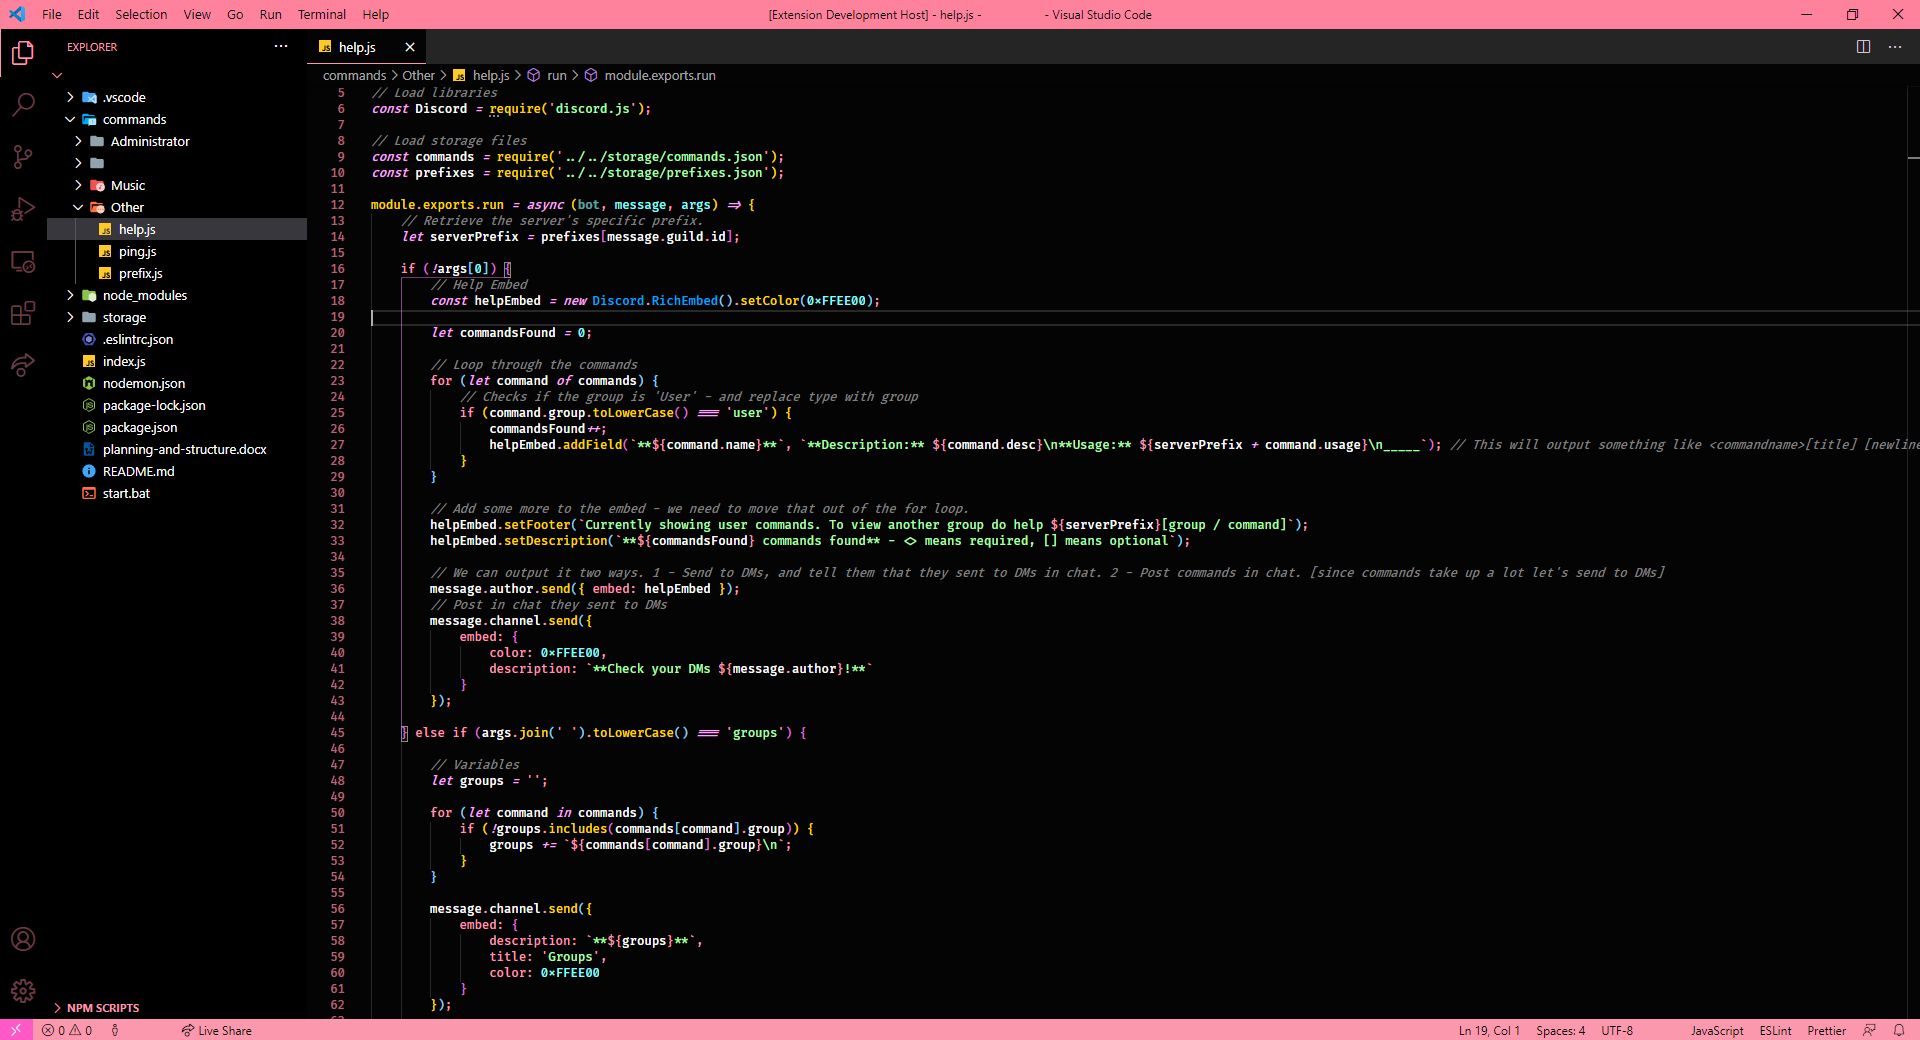 File Edit Selection View Go Run Terminal Help
[Extension Development Host] - help.js - - Visual Studio Code
EXPLORER
.vscode
commands
Administrator
Music
Other
help.js
ping.js
prefix.js
node_modules
storage
.eslintrc.json
index.js
nodemon.json
package-lock.json
package.json
planning-and-structure.docx
README.md
start.bat
NPM SCRIPTS
help.js
commands > Other > help.js > run > module.exports.run
5 // Load libraries
6 const Discord = require('discord.js');
7
8 // Load storage files
9 const commands = require('../../storage/commands.json');
10 const prefixes = require('../../storage/prefixes.json');
11
12 module.exports.run = async (bot, message, args) => {
13 // Retrieve the server's specific prefix.
14 let serverPrefix = prefixes[message.guild.id];
15
16 if (!args[0]) {
17 // Help Embed
18 const helpEmbed = new Discord.RichEmbed().setColor(0xFFEE00);
19
20 let commandsFound = 0;
21
22 // Loop through the commands
23 for (let command of commands) {
24 // Checks if the group is 'User' - and replace type with group
25 if (command.group.toLowerCase() === 'user') {
26 commandsFound++;
27 helpEmbed.addField(`**${command.name}**`, `**Description:** ${command.desc}\n**Usage:** ${serverPrefix + command.usage}\n_____`); // This will output something like <commandname>[title] [newline
28 }
29 }
30
31 // Add some more to the embed - we need to move that out of the for loop.
32 helpEmbed.setFooter(`Currently showing user commands. To view another group do help ${serverPrefix}[group / command]`);
33 helpEmbed.setDescription(`**${commandsFound} commands found** - <> means required, [] means optional`);
34
35 // We can output it two ways. 1 - Send to DMs, and tell them that they sent to DMs in chat. 2 - Post commands in chat. [since commands take up a lot let's send to DMs]
36 message.author.send({ embed: helpEmbed });
37 // Post in chat they sent to DMs
38 message.channel.send({
39 embed: {
40 color: 0xFFEE00,
41 description: `**Check your DMs ${message.author}!**`
42 }
43 });
44
45 } else if (args.join(' ').toLowerCase() === 'groups') {
46
47 // Variables
48 let groups = '';
49
50 for (let command in commands) {
51 if (!groups.includes(commands[command].group)) {
52 groups += `${commands[command].group}\n`;
53 }
54 }
55
56 message.channel.send({
57 embed: {
58 description: `**${groups}**`,
59 title: 'Groups',
60 color: 0xFFEE00
61 }
62 });
0 0 Live Share Ln 19, Col 1 Spaces: 4 UTF-8 JavaScript ESLint Prettier